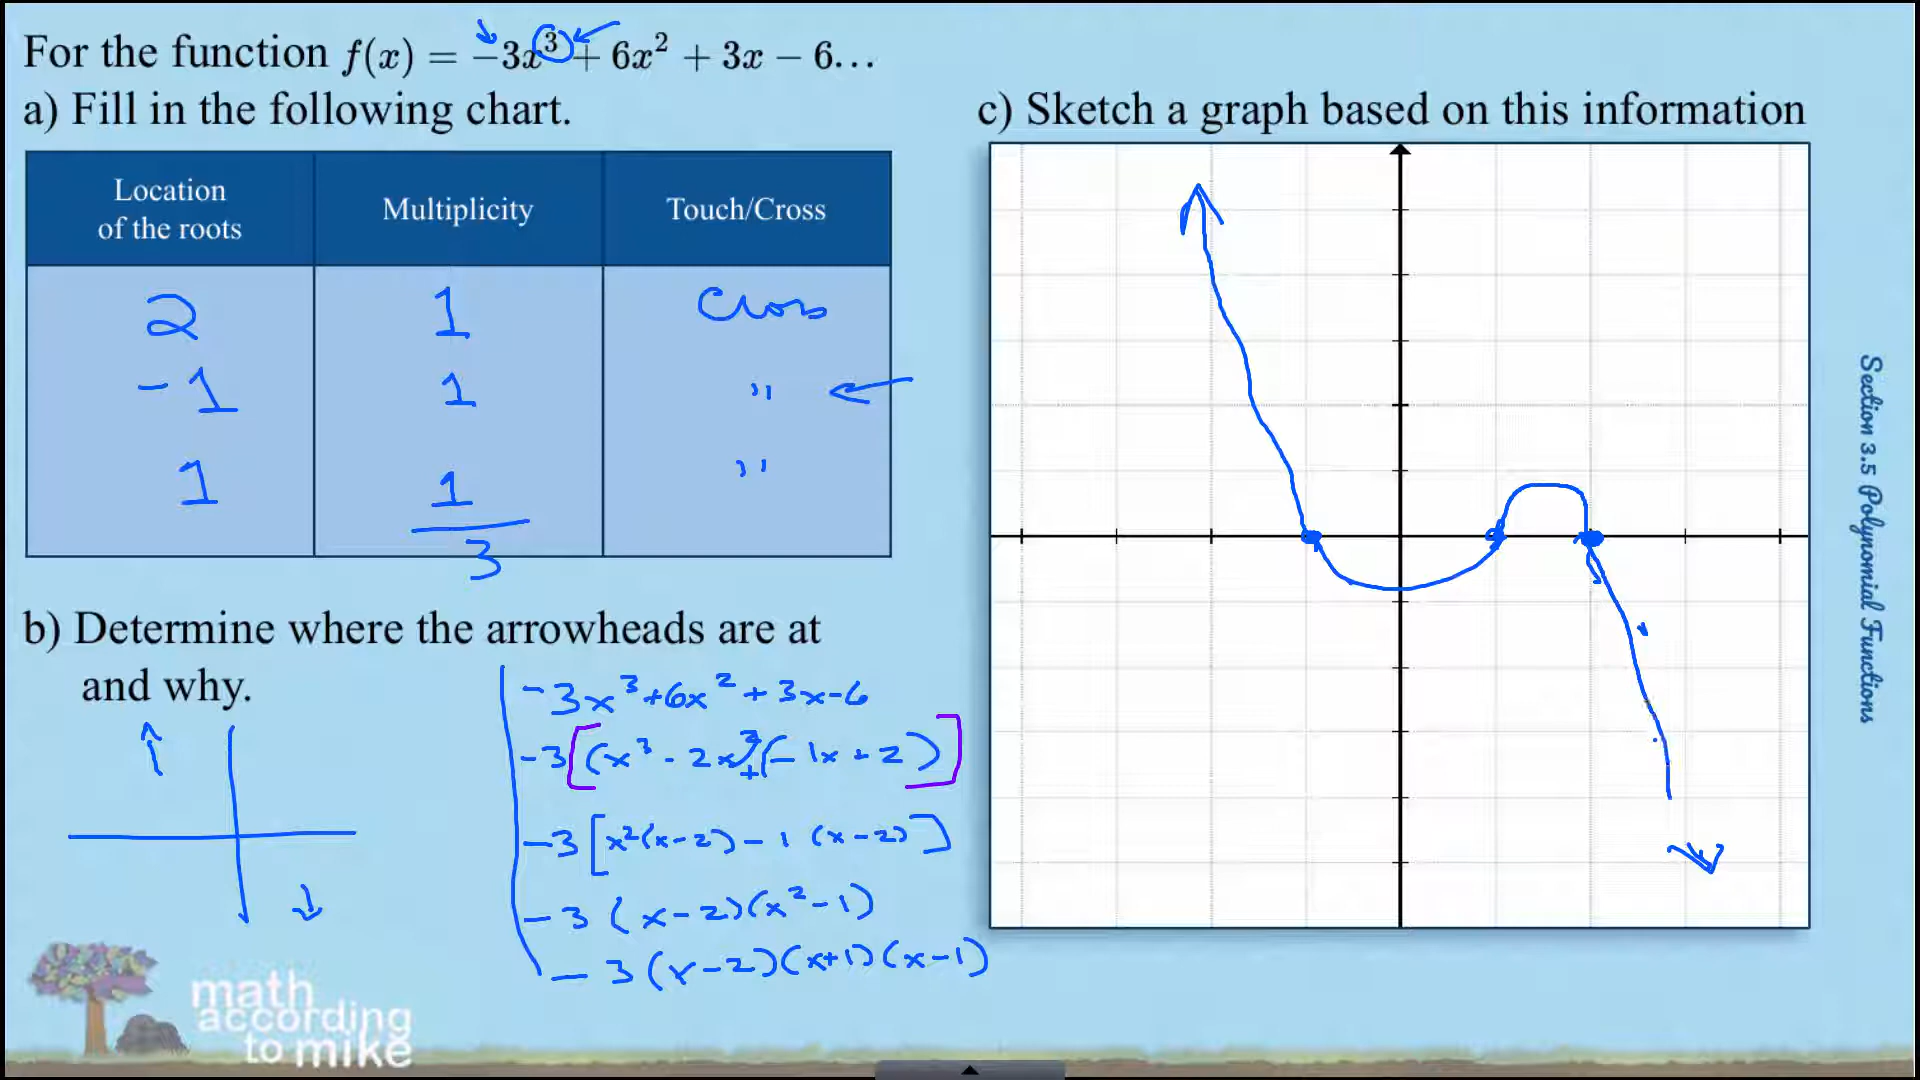 For the function f(x) = −3x³ + 6x² + 3x − 6...
a) Fill in the following chart.
Location of the roots | Multiplicity | Touch/Cross
2 | 1 | Cross
-1 | 1 | "
1 | 1 | "
3
b) Determine where the arrowheads are at
and why.
-3x³+6x²+3x-6
-3[(x³-2x²)+(-1x+2)]
-3[x²(x-2)-1(x-2)]
-3(x-2)(x²-1)
-3(x-2)(x+1)(x-1)
c) Sketch a graph based on this information
Section 3.5 Polynomial Functions
math
according
to mike